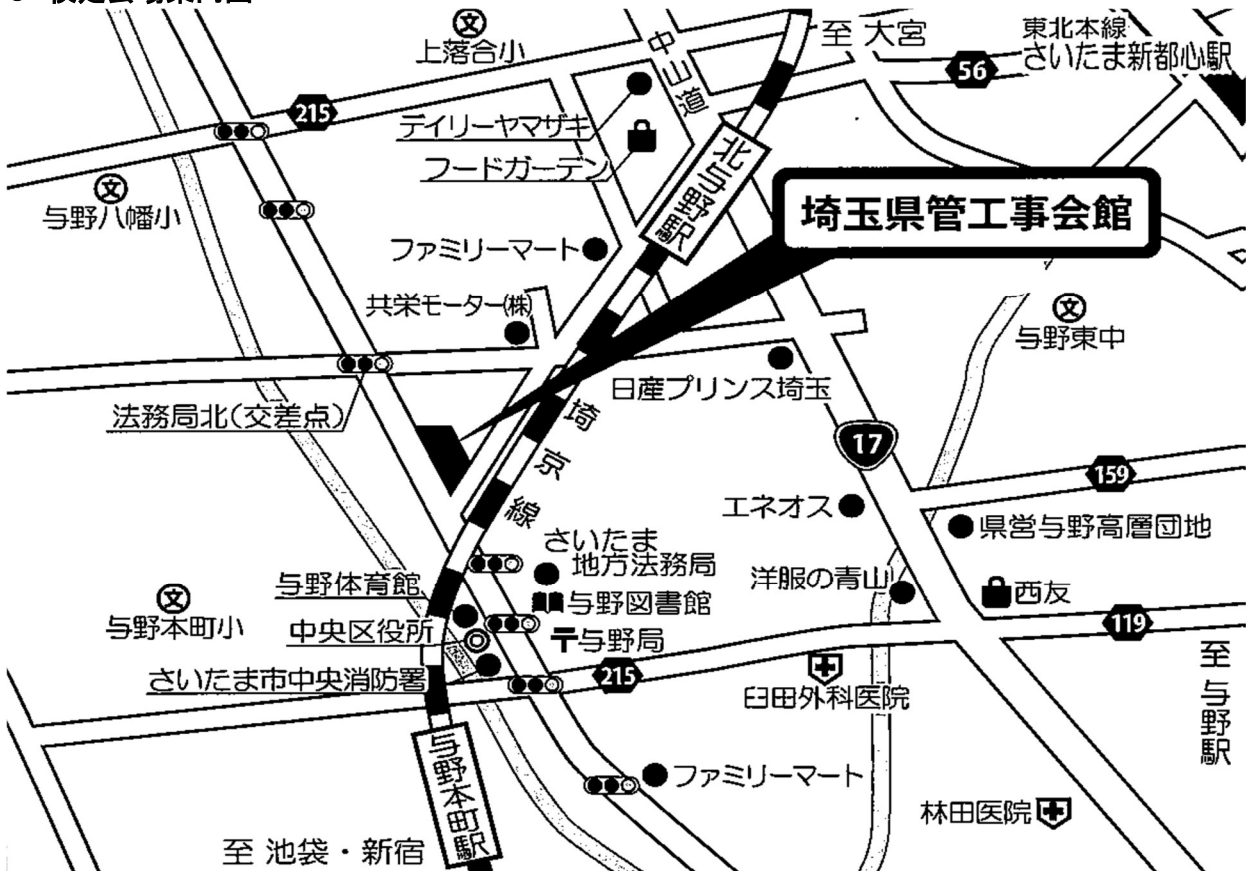 上落合小
中山道
至 大宮
東北本線
さいたま新都心駅
56
215
デイリーヤマザキ
フードガーデン
北与野駅
埼玉県管工事会館
与野八幡小
ファミリーマート
共栄モーター㈱
与野東中
日産プリンス埼玉
法務局北(交差点)
埼京線
17
159
エネオス
県営与野高層団地
さいたま
地方法務局
洋服の青山
西友
与野体育館
与野図書館
与野本町小
中央区役所
与野局
119
さいたま市中央消防署
215
臼田外科医院
至 与野駅
与野本町駅
ファミリーマート
林田医院
至 池袋・新宿